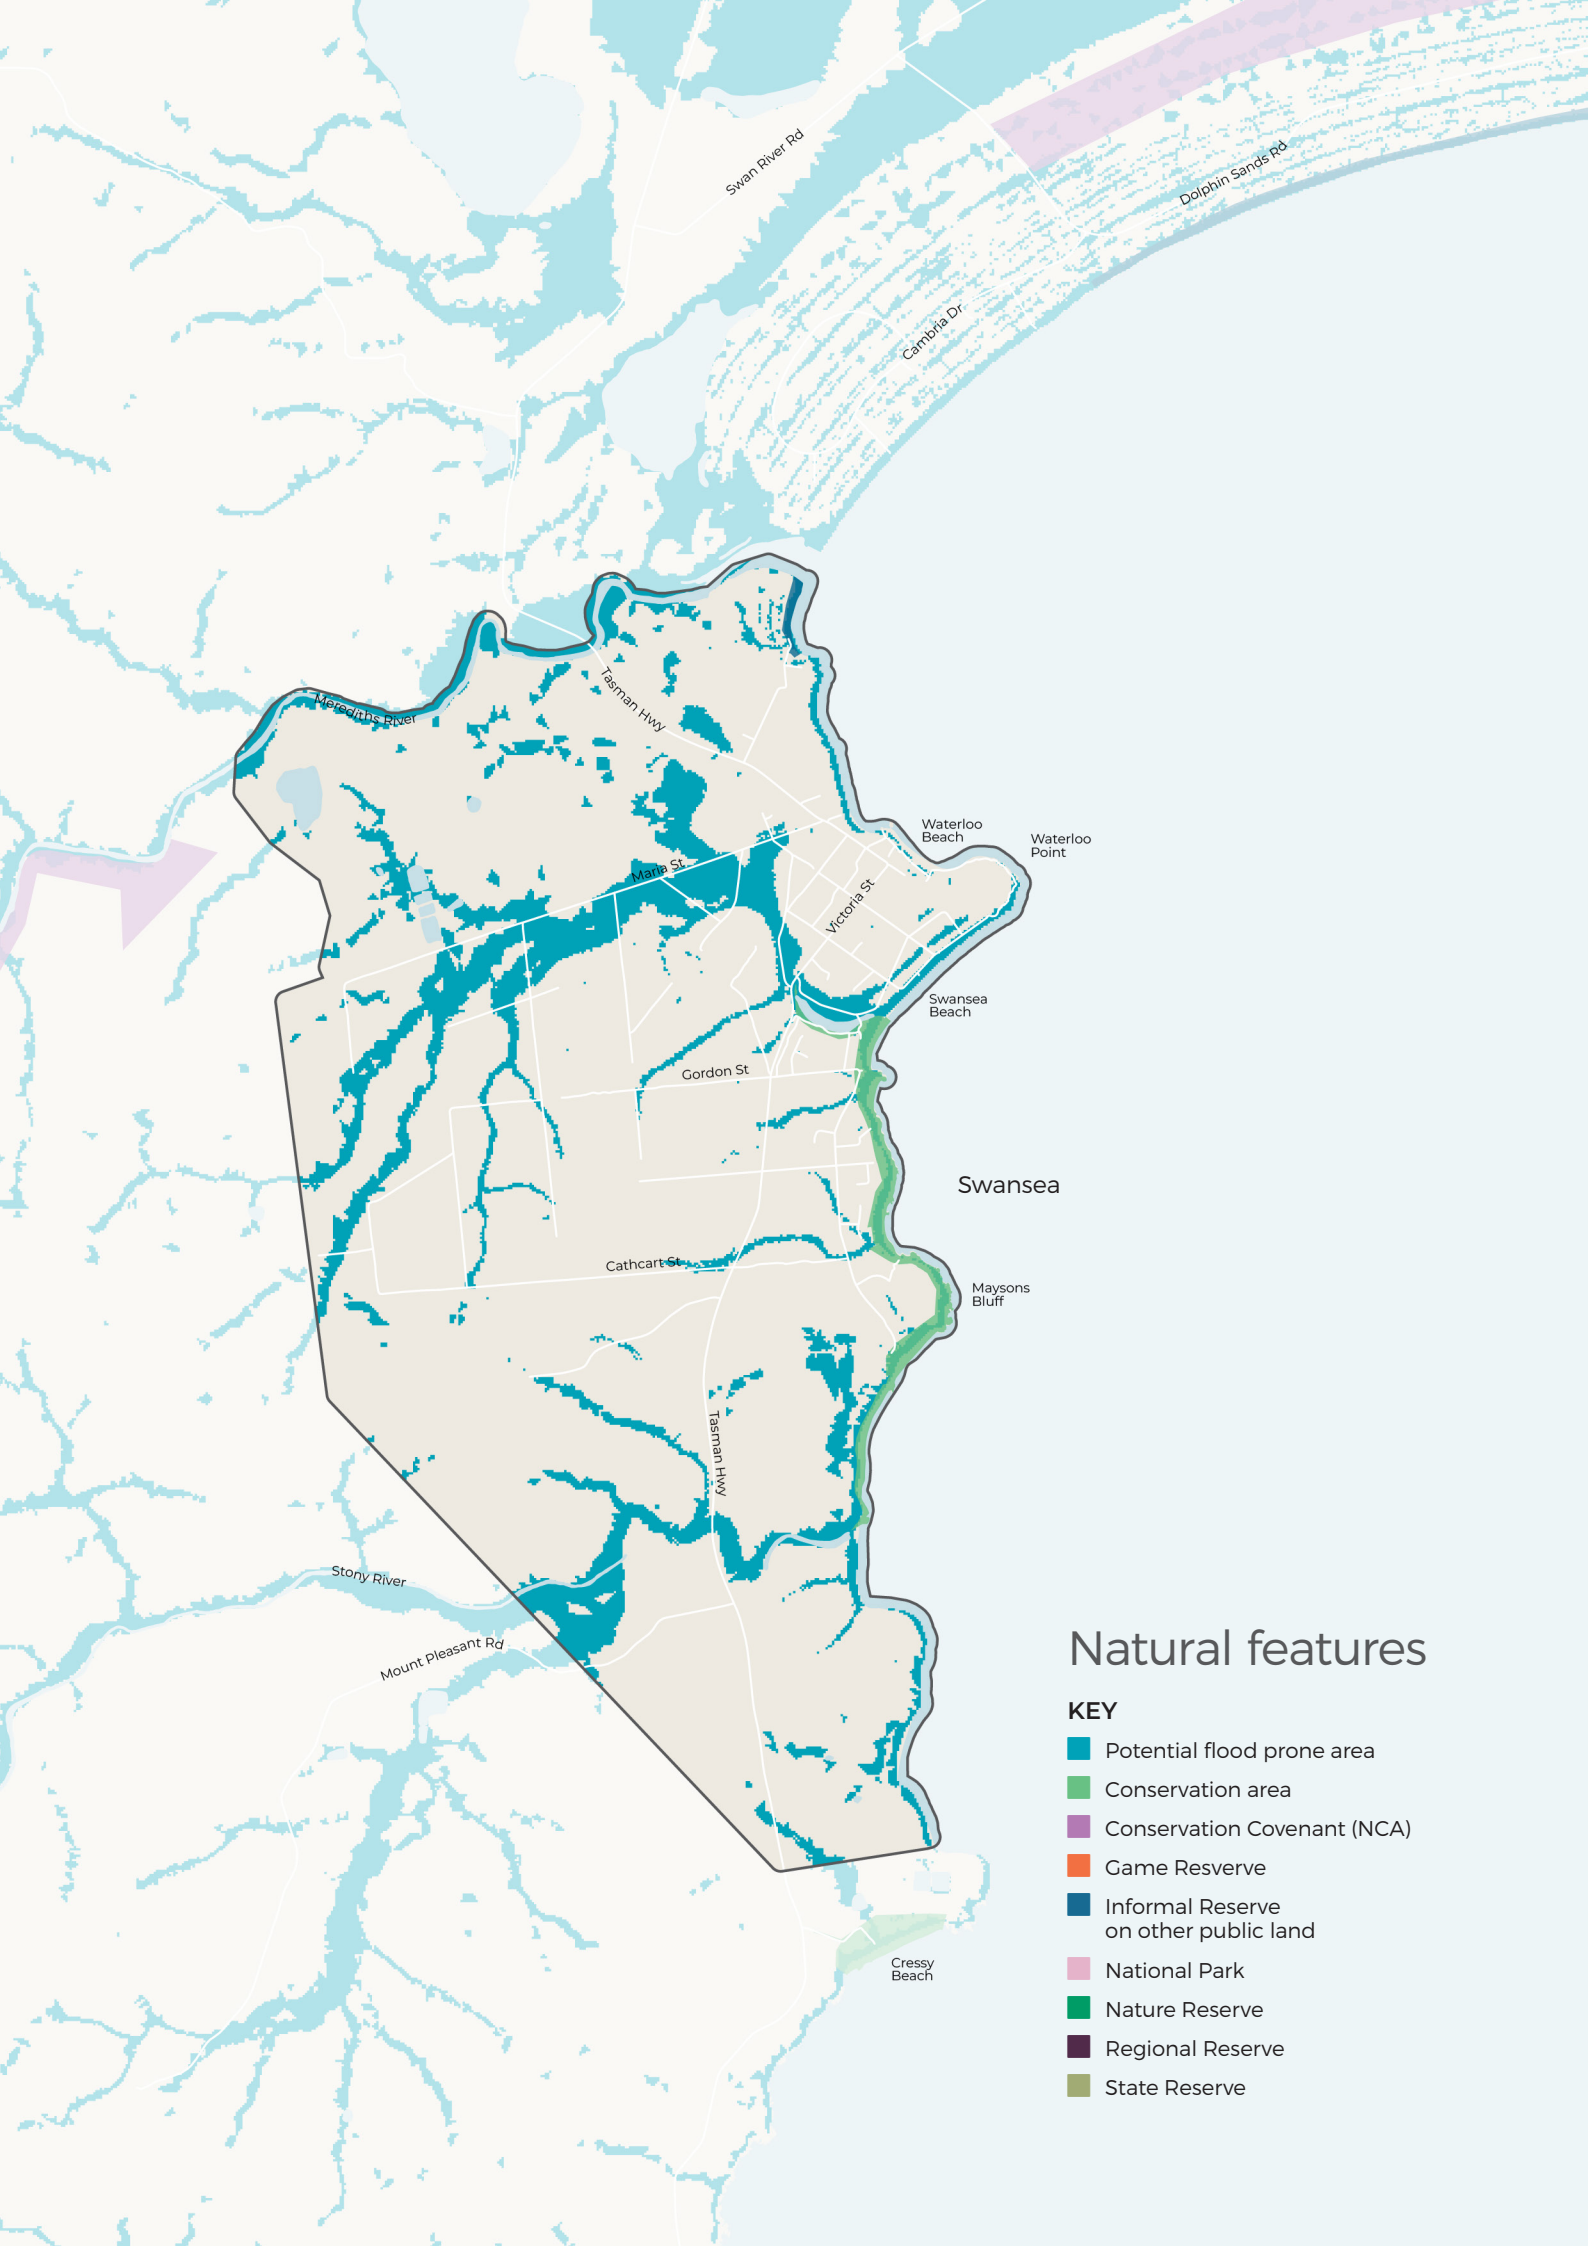 Swan River Rd
Dolphin Sands Rd
Cambria Dr
Tasman Hwy
Merediths River
Waterloo
Beach
Waterloo
Point
Maria St
Victoria St
Swansea
Beach
Gordon St
Swansea
Cathcart St
Maysons
Bluff
Tasman Hwy
Stony River
Mount Pleasant Rd
Cressy
Beach
Natural features
KEY
Potential flood prone area
Conservation area
Conservation Covenant (NCA)
Game Resverve
Informal Reserve
on other public land
National Park
Nature Reserve
Regional Reserve
State Reserve